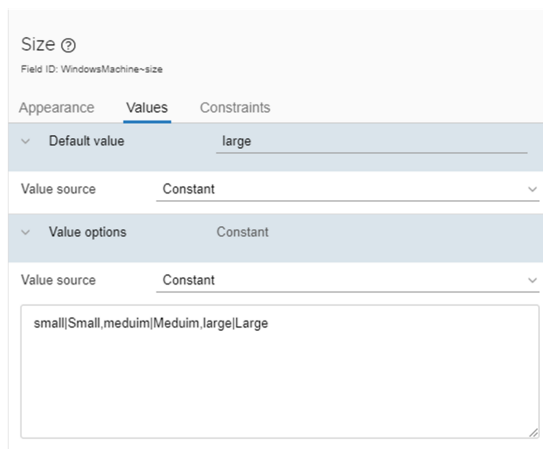 Size ?
Field ID: WindowsMachine~size
Appearance Values Constraints
Default value large
Value source Constant
Value options Constant
Value source Constant
small|Small,meduim|Meduim,large|Large